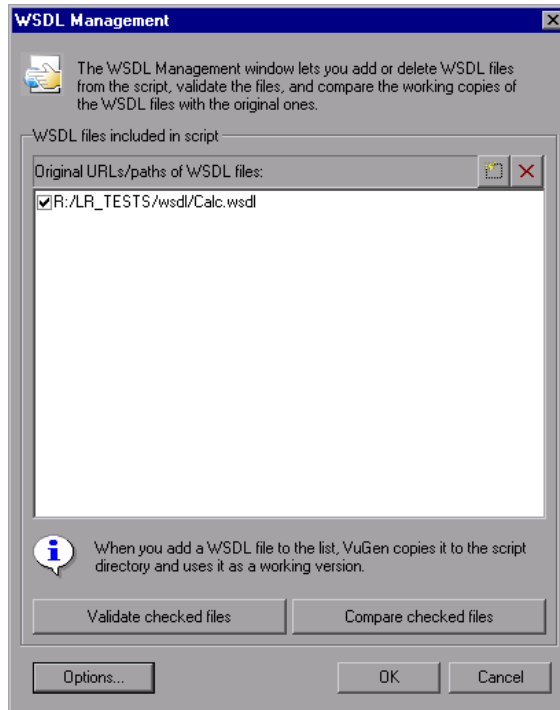 WSDL Management
The WSDL Management window lets you add or delete WSDL files
from the script, validate the files, and compare the working copies of
the WSDL files with the original ones.
WSDL files included in script
Original URLs/paths of WSDL files:
R:/LR_TESTS/wsdl/Calc.wsdl
When you add a WSDL file to the list, VuGen copies it to the script
directory and uses it as a working version.
Validate checked files
Compare checked files
Options...
OK
Cancel